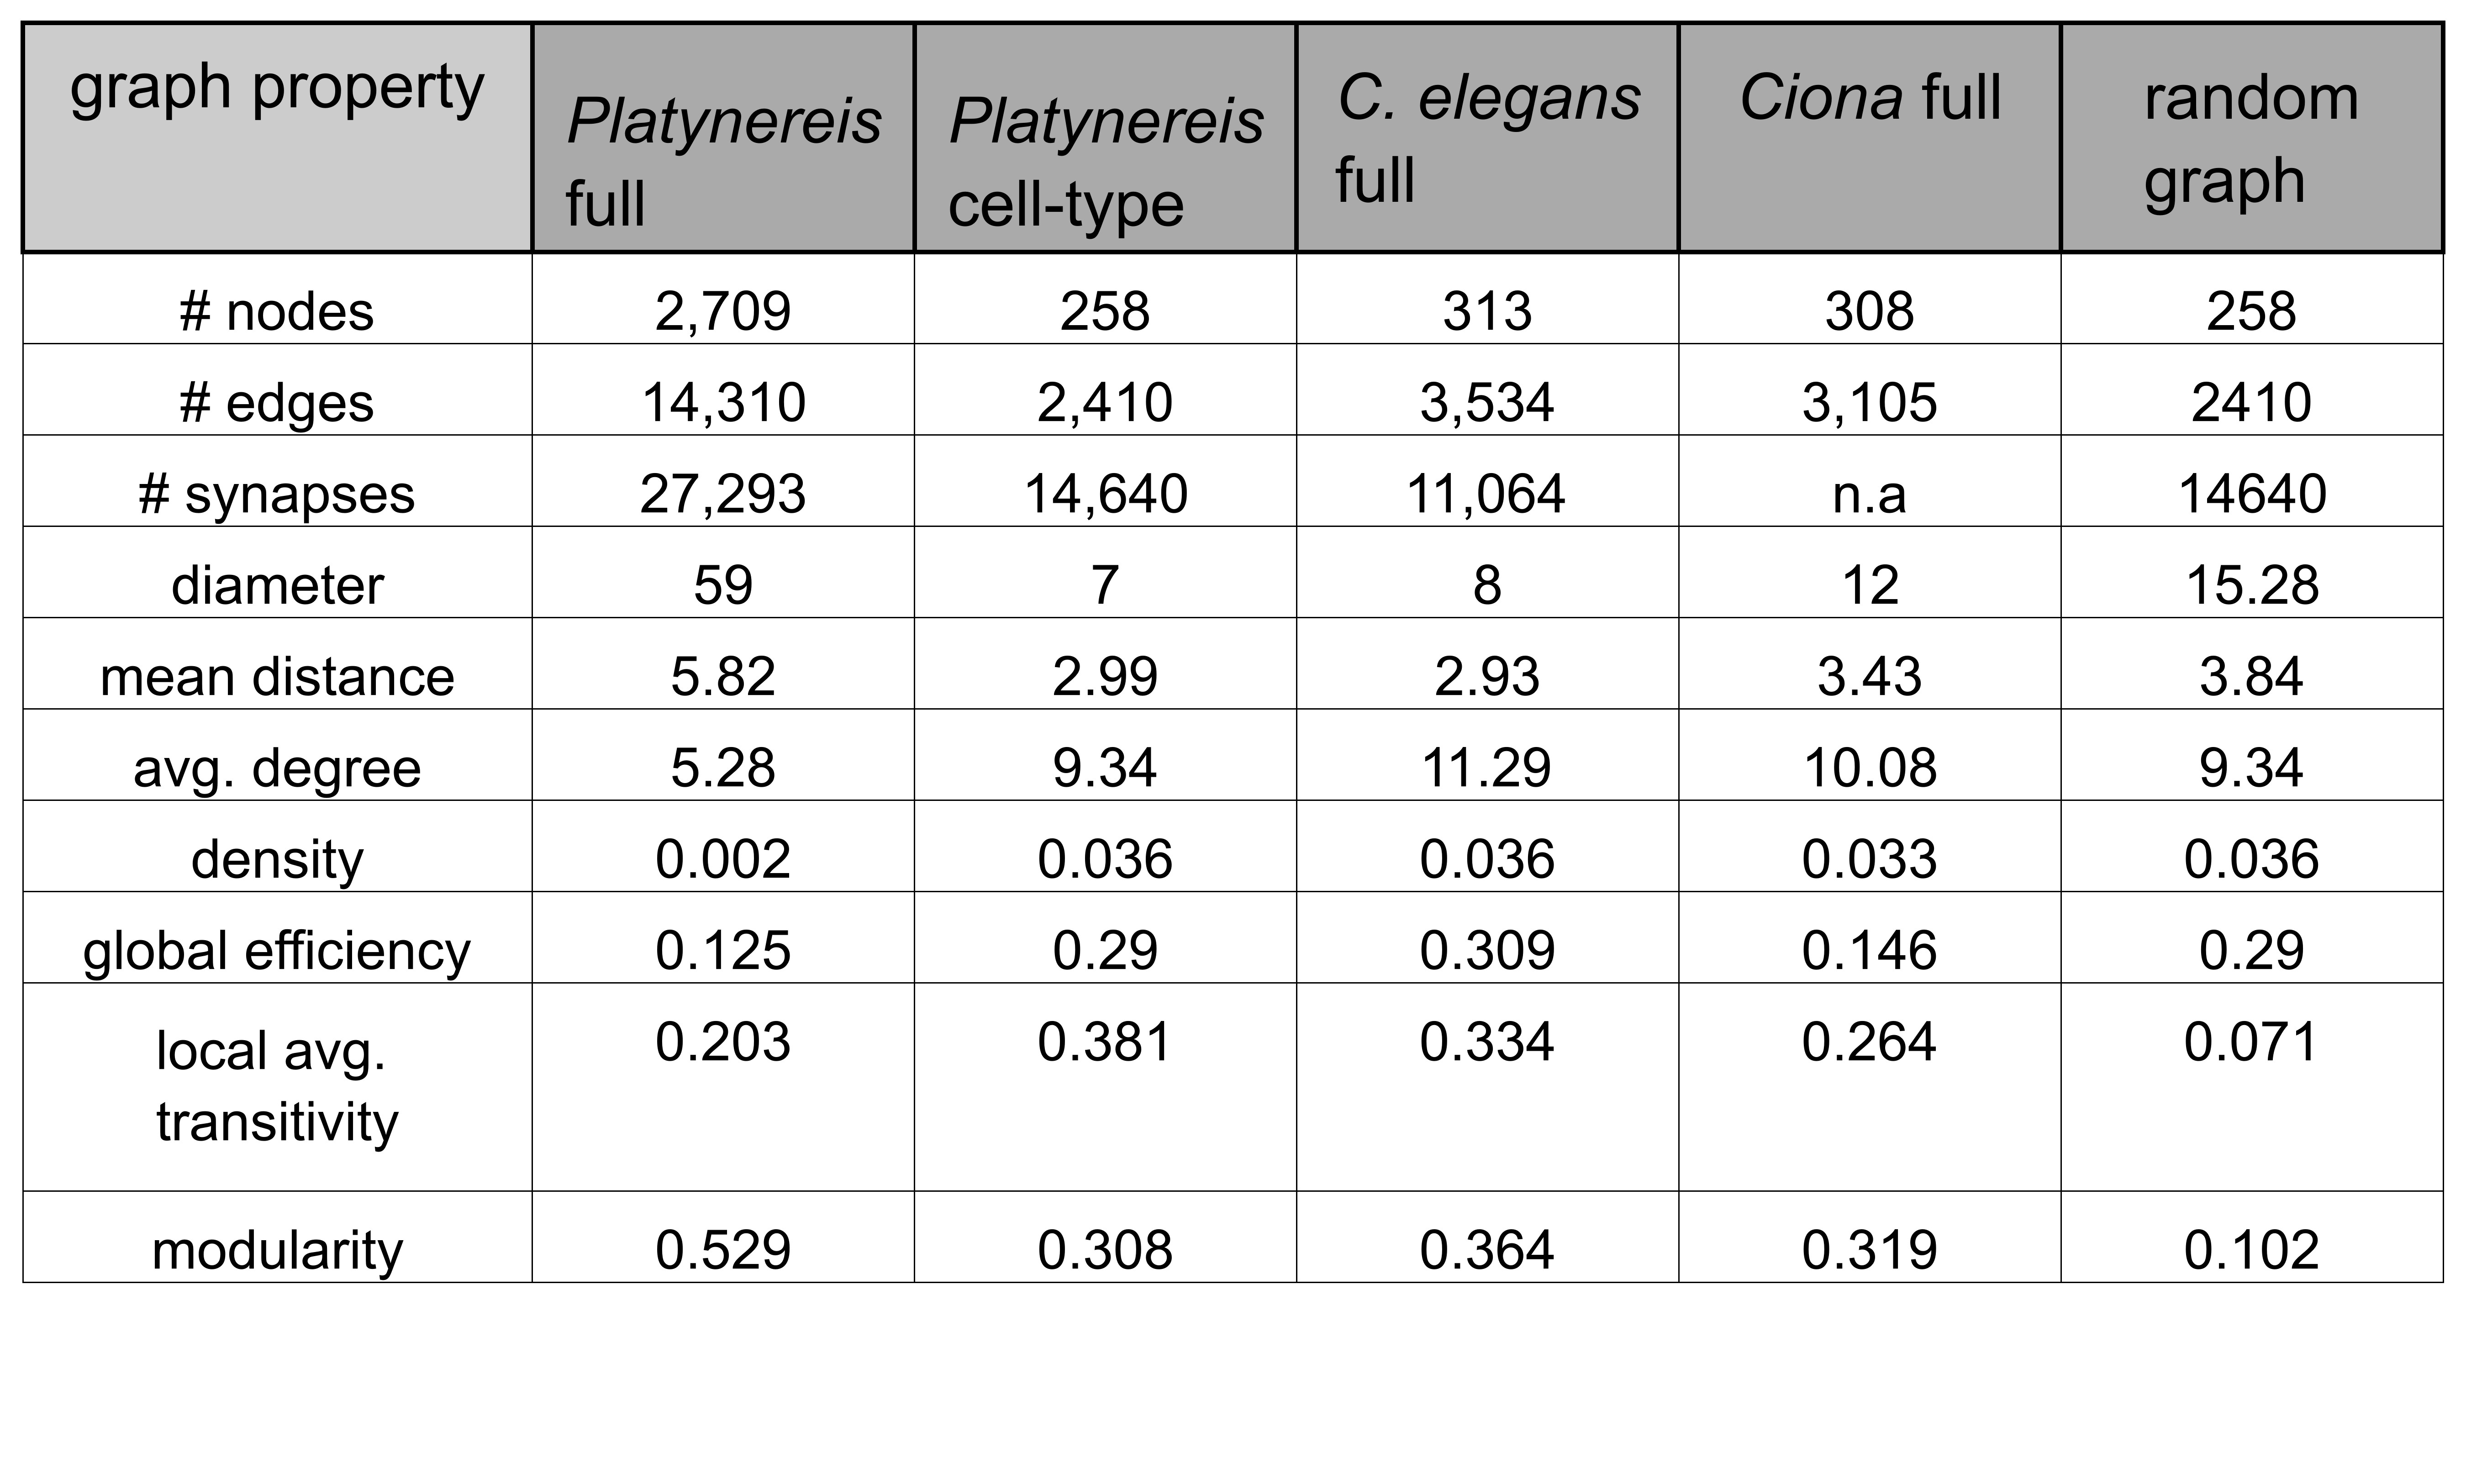 graph property Platynereis full Platynereis cell-type C. elegans full Ciona full random graph
# nodes 2,709 258 313 308 258
# edges 14,310 2,410 3,534 3,105 2410
# synapses 27,293 14,640 11,064 n.a 14640
diameter 59 7 8 12 15.28
mean distance 5.82 2.99 2.93 3.43 3.84
avg. degree 5.28 9.34 11.29 10.08 9.34
density 0.002 0.036 0.036 0.033 0.036
global efficiency 0.125 0.29 0.309 0.146 0.29
local avg. transitivity 0.203 0.381 0.334 0.264 0.071
modularity 0.529 0.308 0.364 0.319 0.102